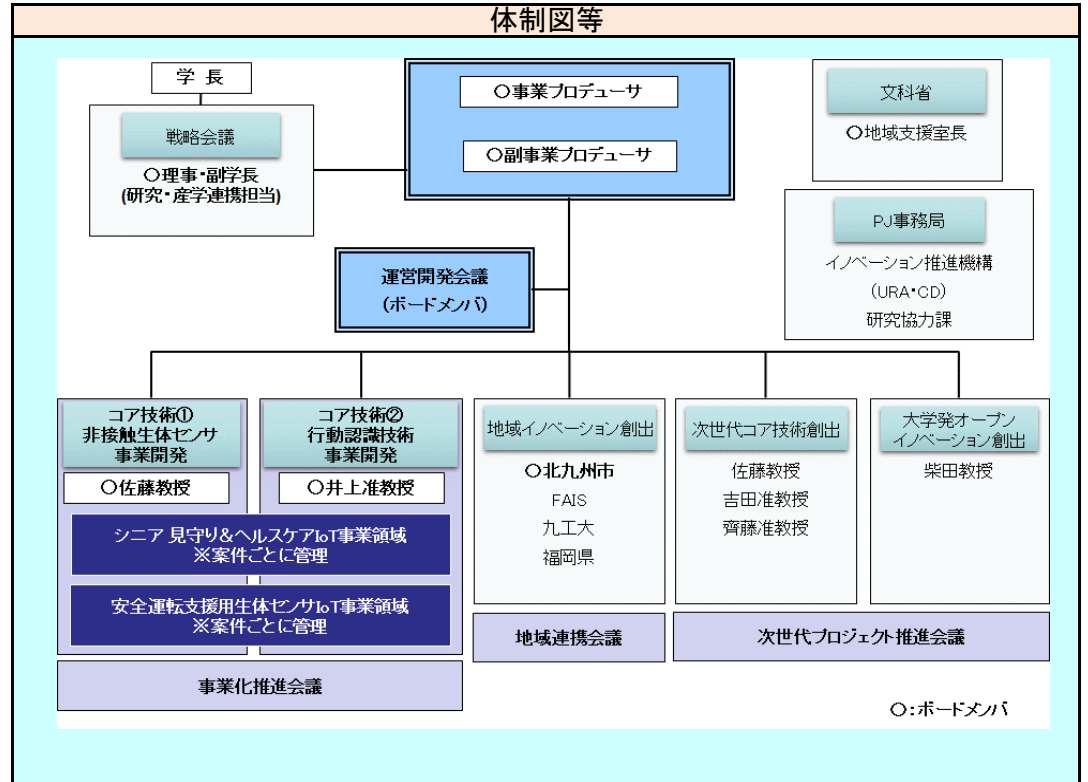 体制図等
学 長
戦略会議
〇理事・副学長
(研究・産学連携担当)
〇事業プロデューサ
〇副事業プロデューサ
文科省
〇地域支援室長
PJ事務局
イノベーション推進機構
(URA・CD)
研究協力課
運営開発会議
(ボードメンバ)
コア技術①
非接触生体センサ
事業開発
〇佐藤教授
コア技術②
行動認識技術
事業開発
〇井上准教授
シニア 見守り&ヘルスケアIoT事業領域
※案件ごとに管理
安全運転支援用生体センサIoT事業領域
※案件ごとに管理
事業化推進会議
地域イノベーション創出
〇北九州市
FAIS
九工大
福岡県
地域連携会議
次世代コア技術創出
佐藤教授
吉田准教授
齊藤准教授
大学発オープン
イノベーション創出
柴田教授
次世代プロジェクト推進会議
〇:ボードメンバ